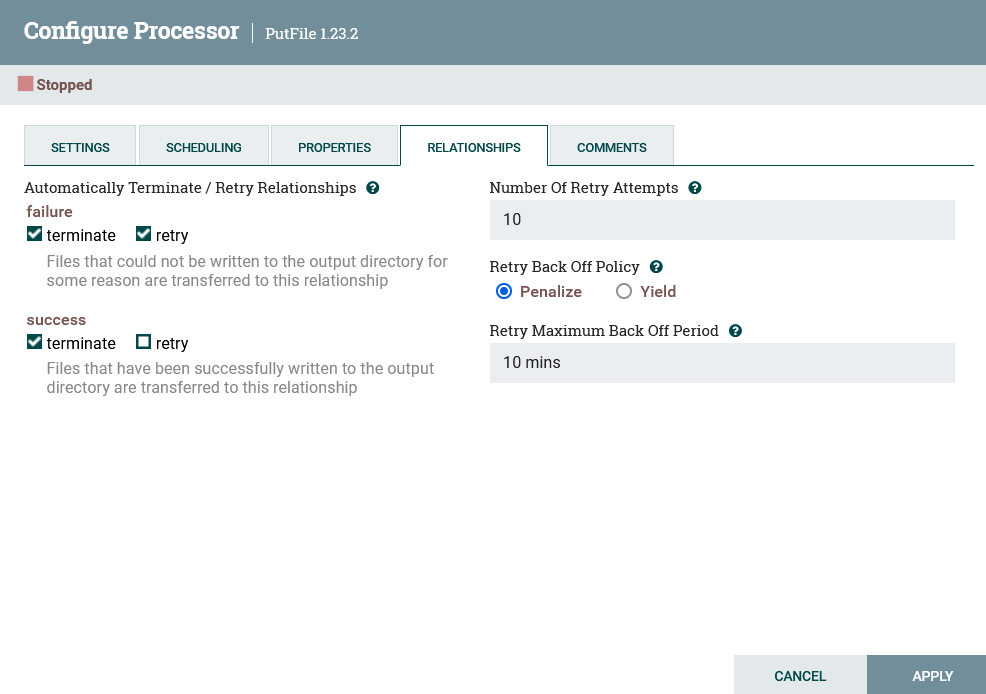 Configure Processor | PutFile 1.23.2
Stopped
SETTINGS SCHEDULING PROPERTIES RELATIONSHIPS COMMENTS
Automatically Terminate / Retry Relationships ?
failure
terminate retry
Files that could not be written to the output directory for
some reason are transferred to this relationship
success
terminate retry
Files that have been successfully written to the output
directory are transferred to this relationship
Number Of Retry Attempts ?
10
Retry Back Off Policy ?
Penalize Yield
Retry Maximum Back Off Period ?
10 mins
CANCEL APPLY